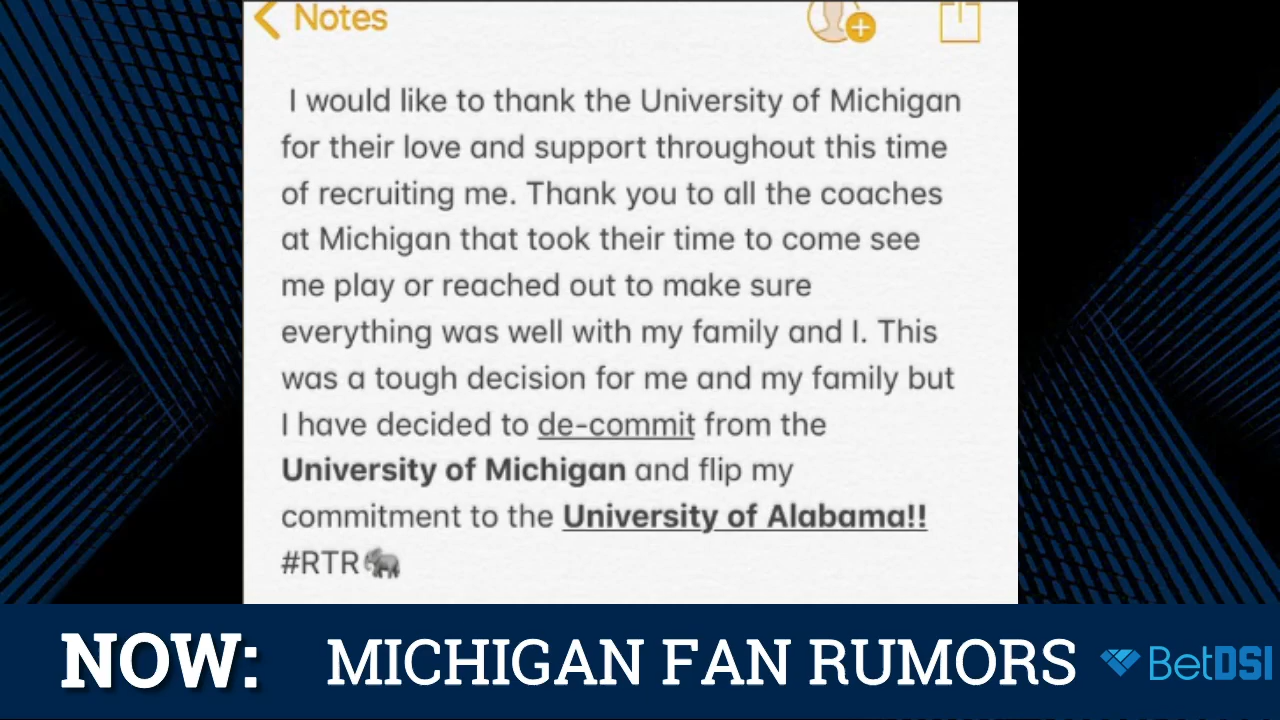 Notes
I would like to thank the University of Michigan
for their love and support throughout this time
of recruiting me. Thank you to all the coaches
at Michigan that took their time to come see
me play or reached out to make sure
everything was well with my family and I. This
was a tough decision for me and my family but
I have decided to de-commit from the
University of Michigan and flip my
commitment to the University of Alabama!!
#RTR🐘
NOW: MICHIGAN FAN RUMORS BetDSI